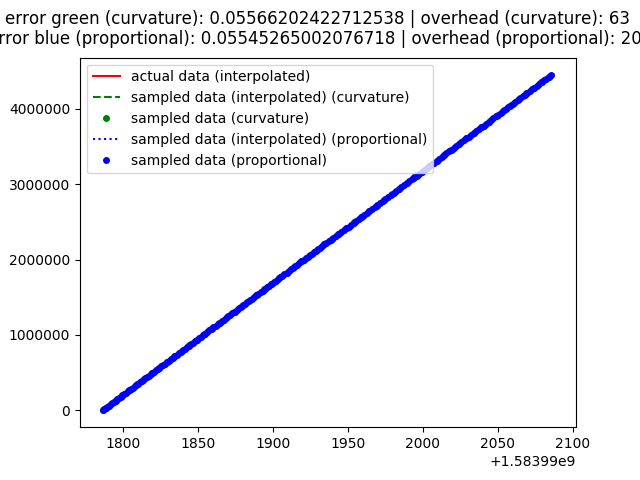 error green (curvature): 0.05566202422712538 | overhead (curvature): 63
rror blue (proportional): 0.05545265002076718 | overhead (proportional): 20
actual data (interpolated)
sampled data (interpolated) (curvature)
sampled data (curvature)
sampled data (interpolated) (proportional)
sampled data (proportional)
4000000
3000000
2000000
1000000
0
1800 1850 1900 1950 2000 2050 2100
+1.58399e9